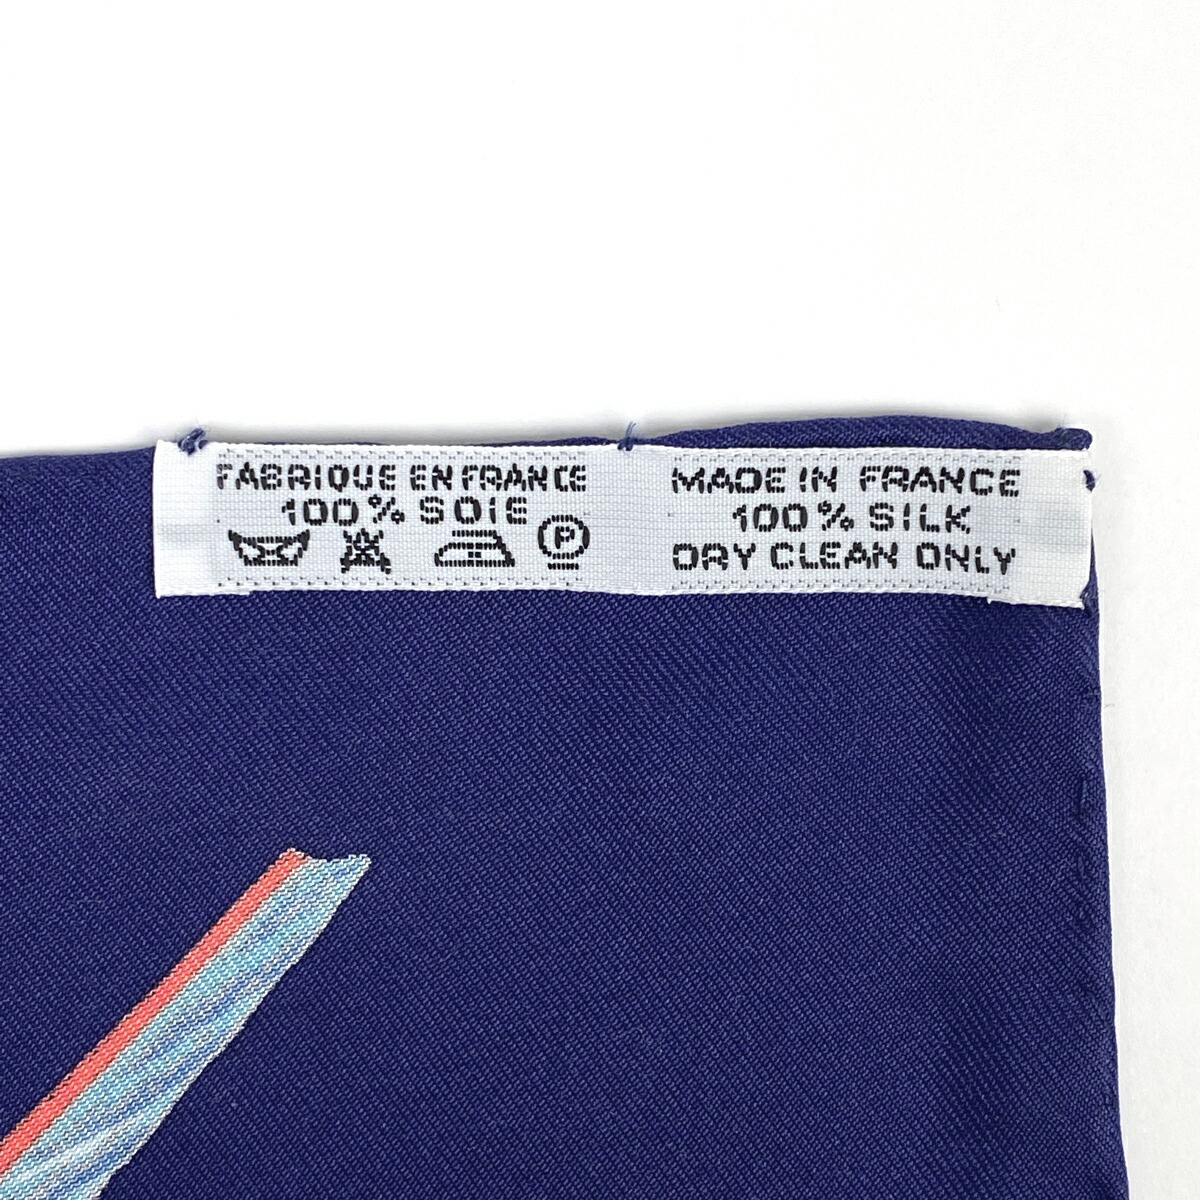 FABRIQUE EN FRANCE
100% SOIE
P
MADE IN FRANCE
100% SILK
DRY CLEAN ONLY